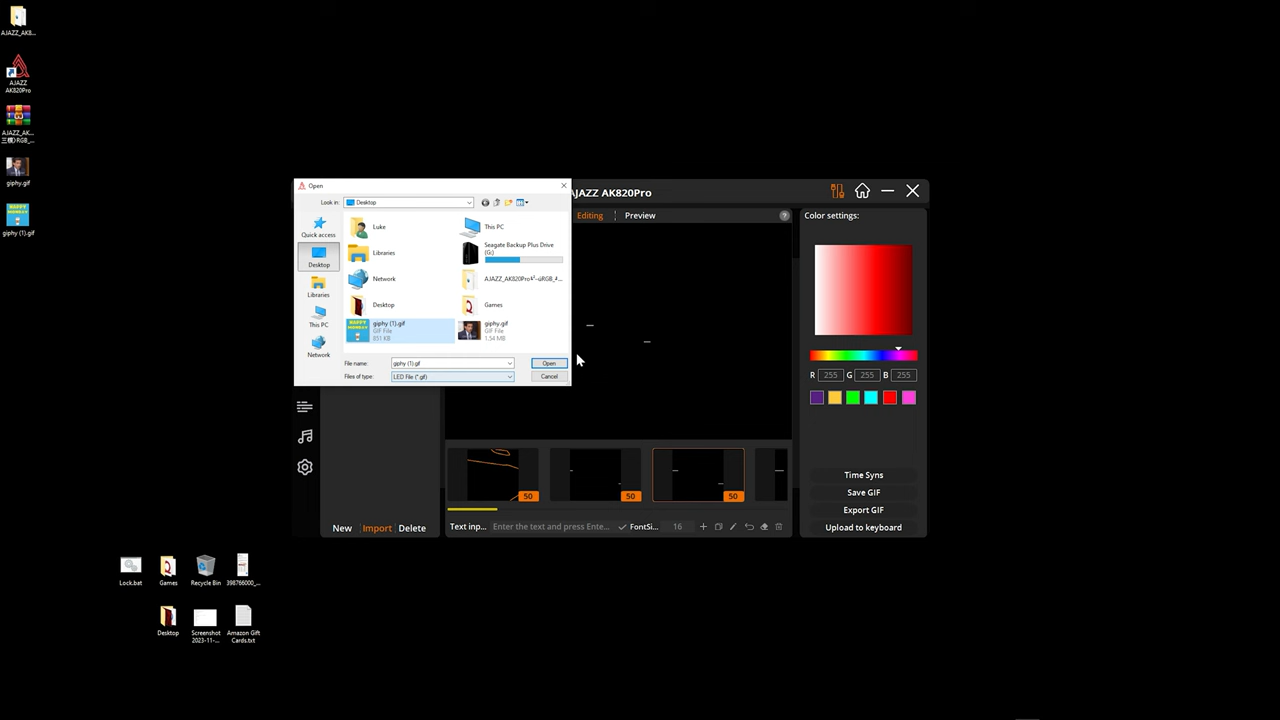 AJAZZ_AK8...
AJAZZ
AK820Pro
AJAZZ_AK...
三模)RGB_...
giphy.gif
giphy (1).gif
Open
Look in:
Desktop
Quick access
Desktop
Libraries
This PC
Network
Luke
This PC
Libraries
Seagate Backup Plus Drive
(G:)
Network
Desktop
Games
giphy (1).gif
GIF File
851 KB
giphy.gif
GIF File
1.54 MB
File name:
giphy (1).gif
Open
Files of type:
LED File (*.gif)
Cancel
AJAZZ AK820Pro
Editing
Preview
?
Color settings:
R
255
G
255
B
255
Time Syns
Save GIF
Export GIF
Upload to keyboard
50
50
50
New
Import
Delete
Text inp...
Enter the text and press Ente...
FontSi...
16
Lock.bat
Games
Recycle Bin
398766000_...
Desktop
Screenshot
2023-11-...
Amazon Gift
Cards.txt